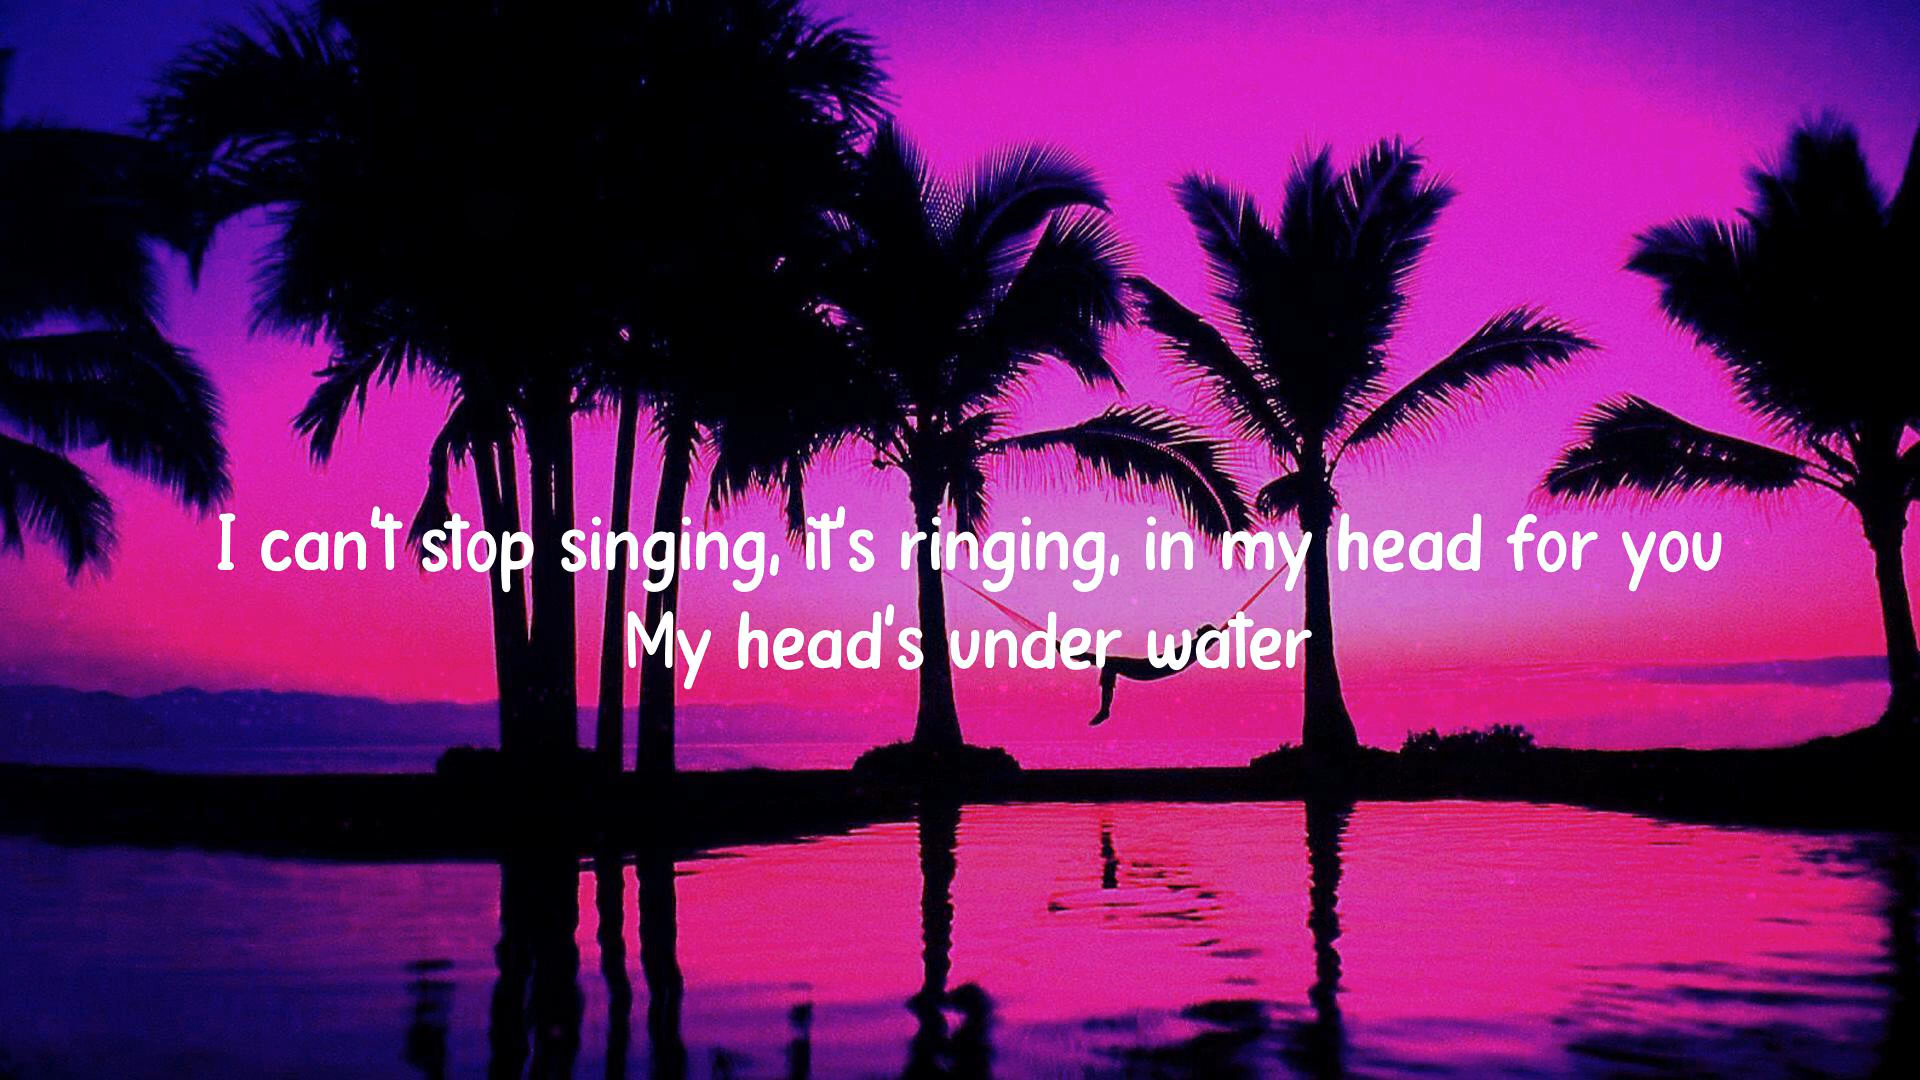 I can't stop singing, it's ringing, in my head for you
My head's under water